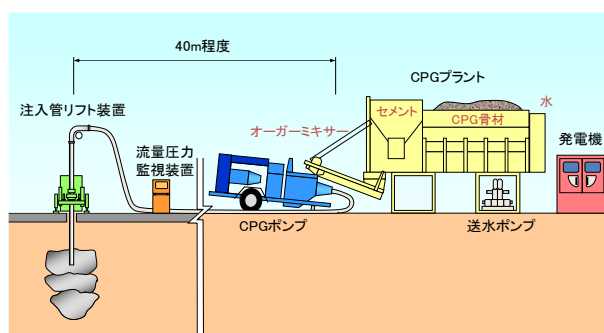 40m程度
CPGプラント
注入管リフト装置
オーガーミキサー
セメント
CPG骨材
水
発電機
流量圧力
監視装置
CPGポンプ
送水ポンプ